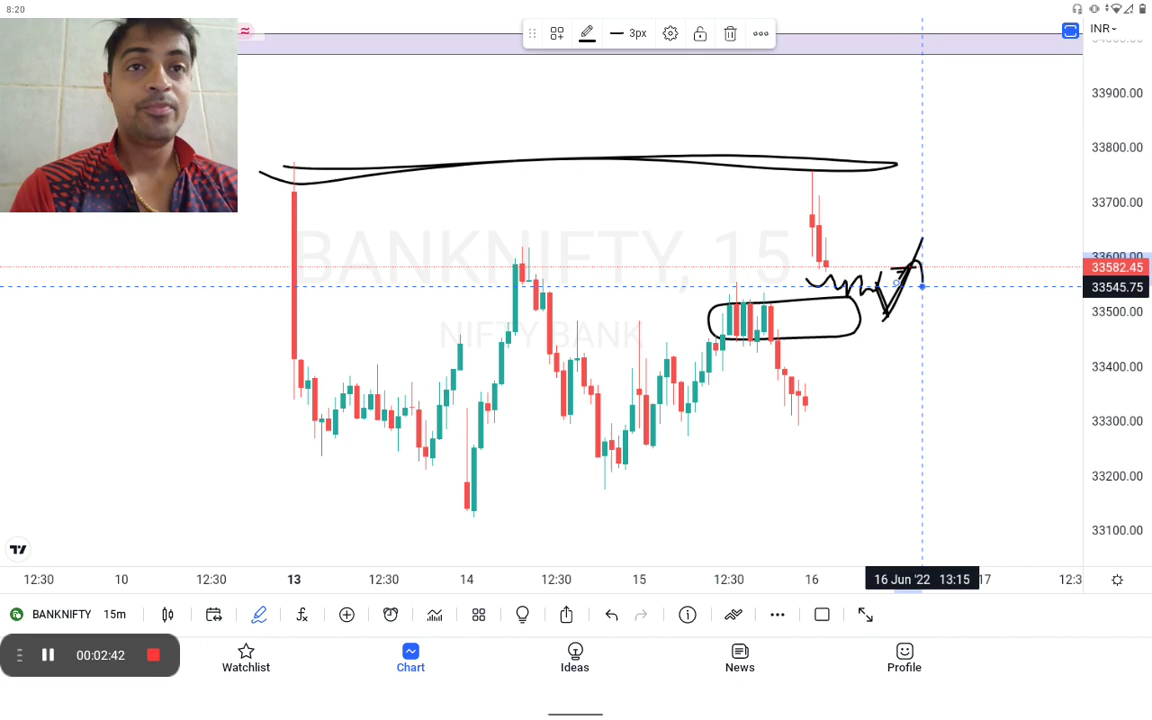 8:20
3px
INR
33900.00
33800.00
33700.00
33600.00
33582.45
33545.75
33500.00
33400.00
33300.00
33200.00
33100.00
BANKNIFTY, 15
NIFTY BANK
12:30 10 12:30 13 12:30 14 12:30 15 12:30 16 16 Jun '22 13:15 17 12:3
BANKNIFTY 15m
00:02:42
Watchlist Chart Ideas News Profile